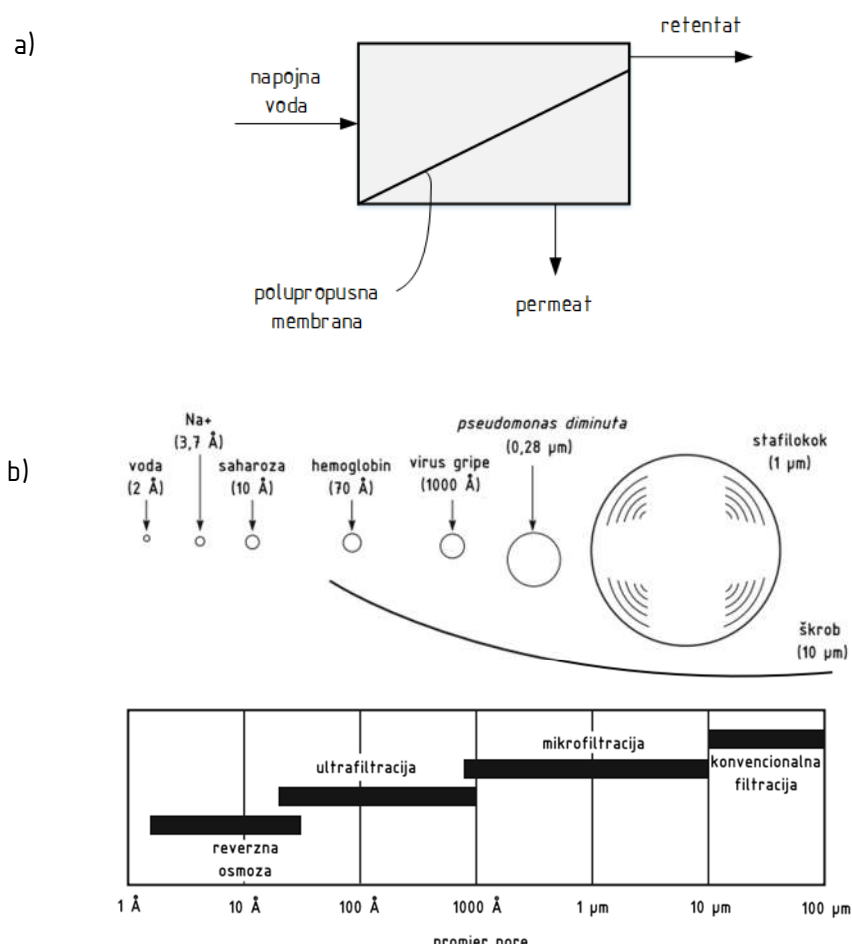 a)
retentat
napojna
voda
polupropusna
membrana
permeat
b)
Na+
(3,7 Å)
voda
(2 Å)
saharoza
(10 Å)
hemoglobin
(70 Å)
virus gripe
(1000 Å)
pseudomonas diminuta
(0,28 µm)
stafilokok
(1 µm)
škrob
(10 µm)
mikrofiltracija
ultrafiltracija
konvencionalna
filtracija
reverzna
osmoza
1 Å 10 Å 100 Å 1000 Å 1 µm 10 µm 100 µm
promjer pore